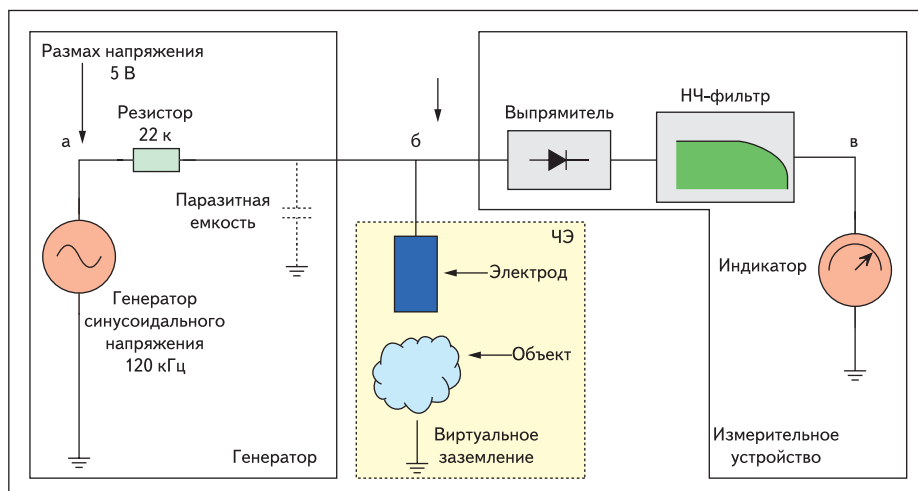 Размах напряжения
5 В
Резистор
22 к
а
б
в
Выпрямитель
НЧ-фильтр
Паразитная
емкость
ЧЭ
Электрод
Индикатор
Генератор
синусоидального
напряжения
120 кГц
Объект
Виртуальное
заземление
Генератор
Измерительное
устройство